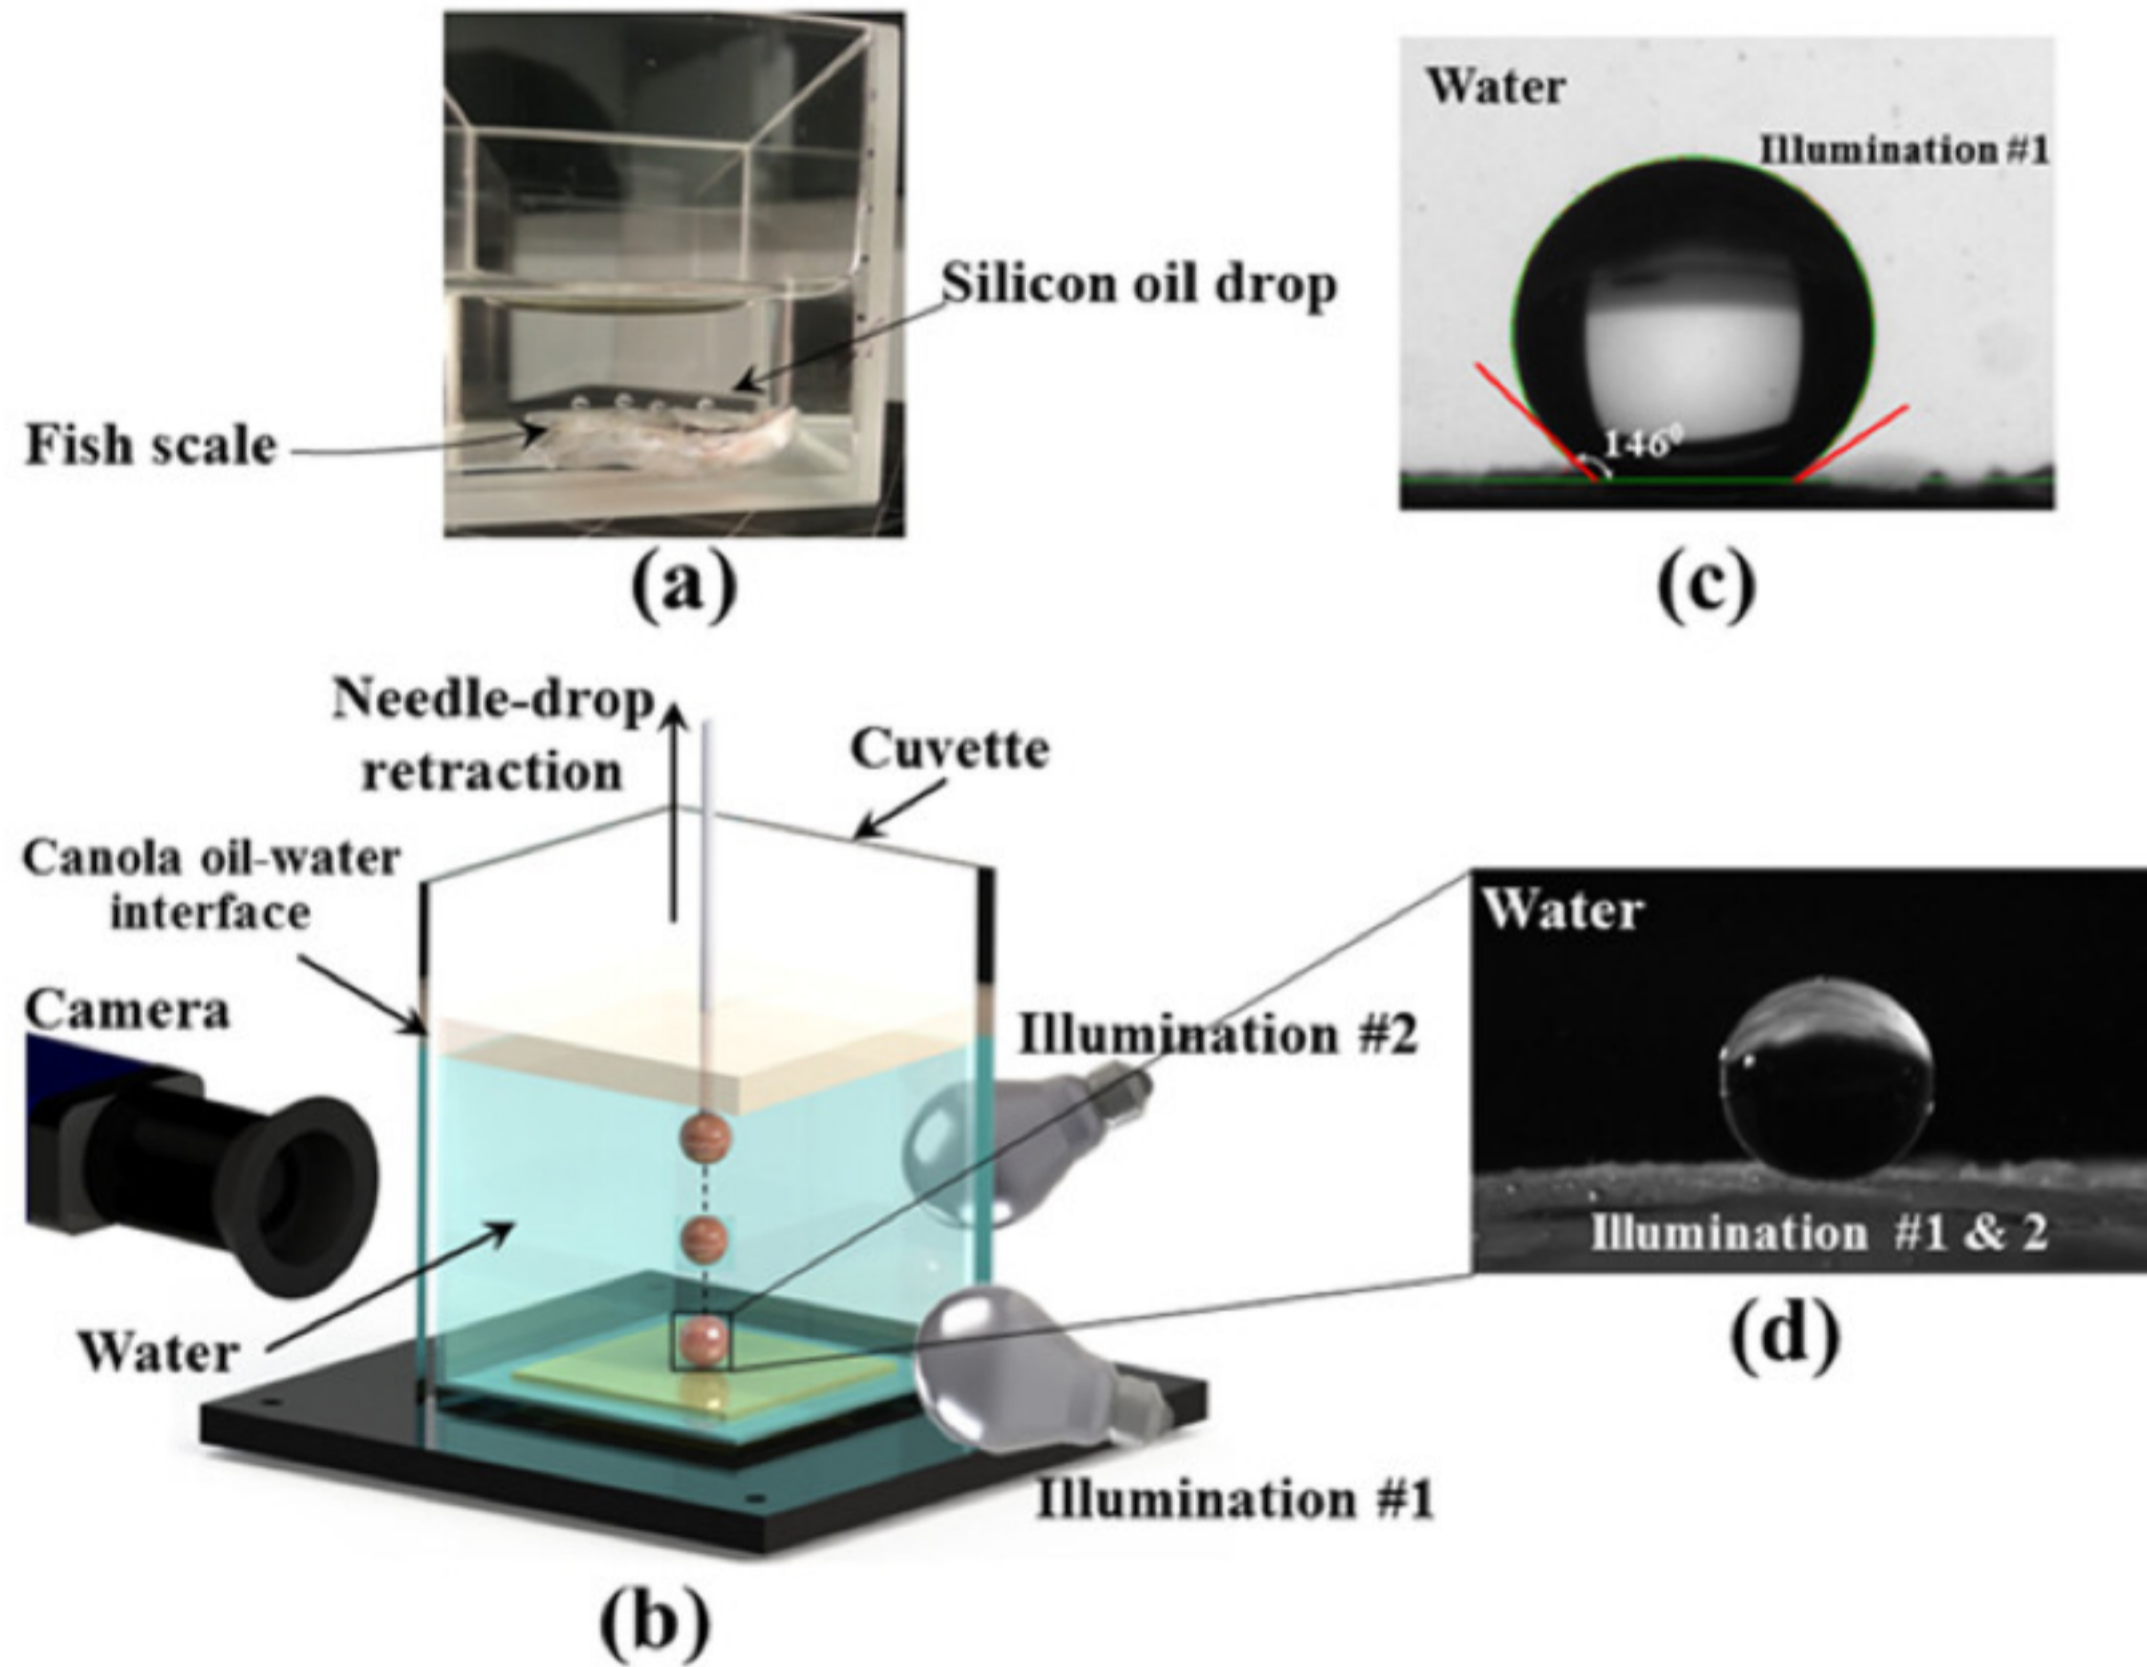 Silicon oil drop
Fish scale
(a)
Water
Illumination #1
146⁰
(c)
Needle-drop
retraction
Cuvette
Canola oil-water
interface
Camera
Illumination #2
Water
Illumination #1
(b)
Water
Illumination #1 & 2
(d)